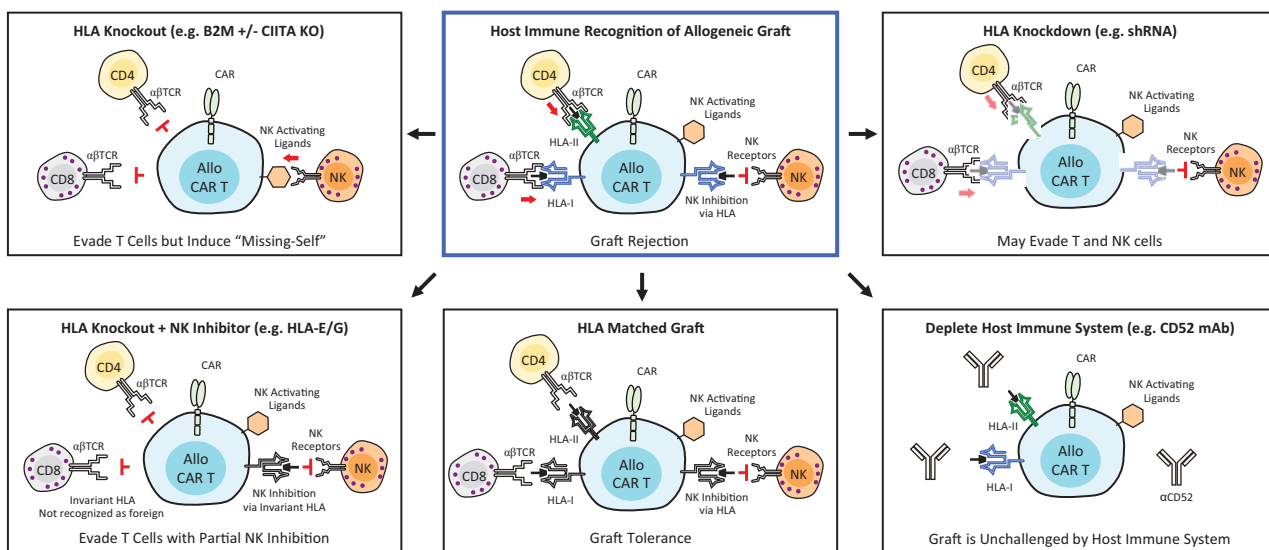 HLA Knockout (e.g. B2M +/- CIITA KO)
CD4
αβTCR
CAR
NK Activating
Ligands
αβTCR
CD8
Allo
CAR T
NK
Evade T Cells but Induce “Missing-Self”
Host Immune Recognition of Allogeneic Graft
CD4
αβTCR
CAR
NK Activating
Ligands
HLA-II
NK
Receptors
αβTCR
CD8
Allo
CAR T
NK
HLA-I
NK Inhibition
via HLA
Graft Rejection
HLA Knockdown (e.g. shRNA)
CD4
αβTCR
CAR
NK Activating
Ligands
NK
Receptors
αβTCR
CD8
Allo
CAR T
NK
May Evade T and NK cells
HLA Knockout + NK Inhibitor (e.g. HLA-E/G)
CD4
αβTCR
CAR
NK Activating
Ligands
NK
Receptors
αβTCR
CD8
Allo
CAR T
NK
Invariant HLA
Not recognized as foreign
NK Inhibition
via Invariant HLA
Evade T Cells with Partial NK Inhibition
HLA Matched Graft
CD4
αβTCR
CAR
NK Activating
Ligands
HLA-II
NK
Receptors
αβTCR
CD8
Allo
CAR T
NK
HLA-I
NK Inhibition
via HLA
Graft Tolerance
Deplete Host Immune System (e.g. CD52 mAb)
CAR
NK Activating
Ligands
HLA-II
Allo
CAR T
HLA-I
αCD52
Graft is Unchallenged by Host Immune System